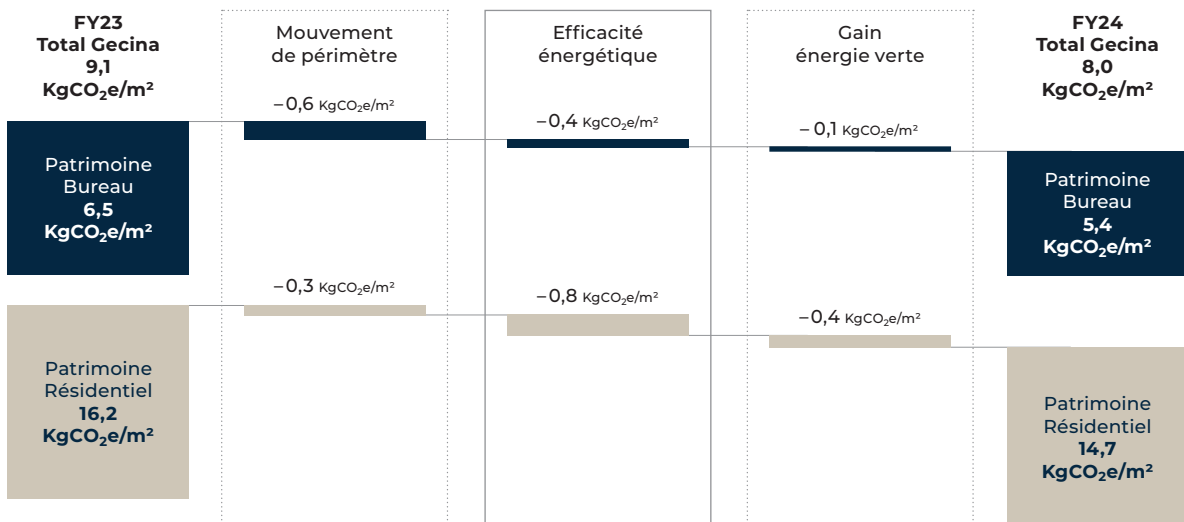 FY23
Total Gecina
9,1
KgCO₂e/m²
Mouvement
de périmètre
Efficacité
énergétique
Gain
énergie verte
FY24
Total Gecina
8,0
KgCO₂e/m²
–0,6 KgCO₂e/m²
–0,4 KgCO₂e/m²
–0,1 KgCO₂e/m²
Patrimoine
Bureau
6,5
KgCO₂e/m²
Patrimoine
Bureau
5,4
KgCO₂e/m²
–0,3 KgCO₂e/m²
–0,8 KgCO₂e/m²
–0,4 KgCO₂e/m²
Patrimoine
Résidentiel
16,2
KgCO₂e/m²
Patrimoine
Résidentiel
14,7
KgCO₂e/m²